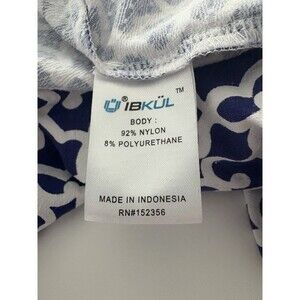 IBKÜL™
BODY :
92% NYLON
8% POLYURETHANE
MADE IN INDONESIA
RN#152356